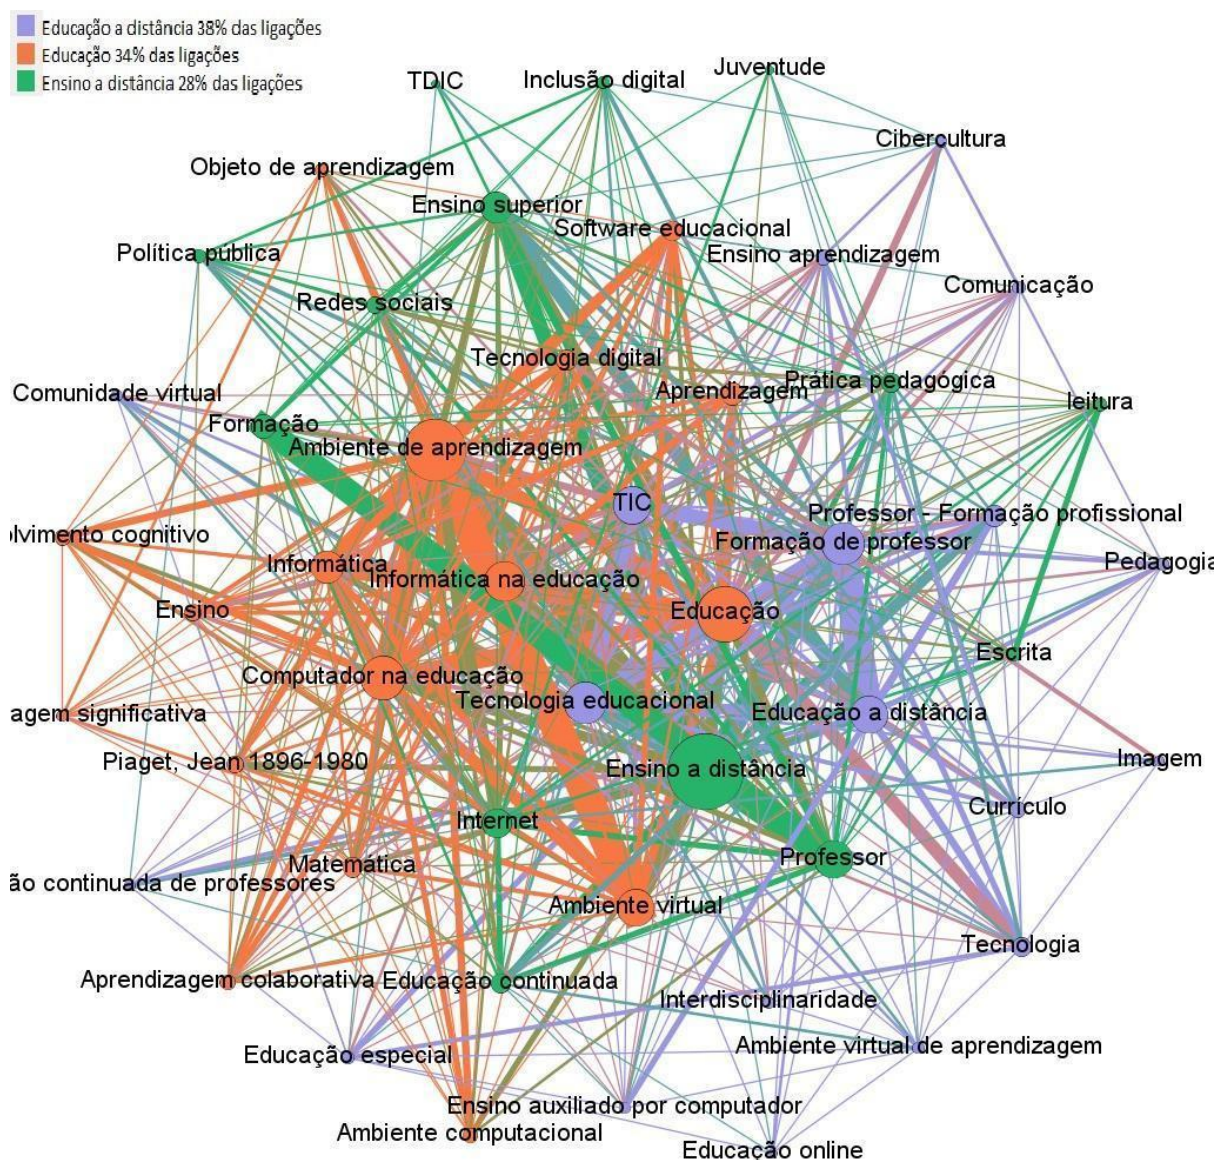 Educação a distância 38% das ligações
Educação 34% das ligações
Ensino a distância 28% das ligações
Juventude
TDIC
Inclusão digital
Cibercultura
Objeto de aprendizagem
Ensino superior
Software educacional
Política publica
Ensino aprendizagem
Comunicação
Redes sociais
Tecnologia digital
Prática pedagógica
Aprendizagem
Comunidade virtual
leitura
Formação
Ambiente de aprendizagem
TIC
Professor - Formação profissional
olvimento cognitivo
Formação de professor
Pedagogia
Informática
Informática na educação
Ensino
Educação
Escrita
Computador na educação
Tecnologia educacional
Educação a distância
agem significativa
Piaget, Jean 1896-1980
Ensino a distância
Imagem
Currículo
Internet
Professor
Matemática
ão continuada de professores
Ambiente virtual
Tecnologia
Aprendizagem colaborativa
Educação continuada
Interdisciplinaridade
Educação especial
Ambiente virtual de aprendizagem
Ensino auxiliado por computador
Ambiente computacional
Educação online